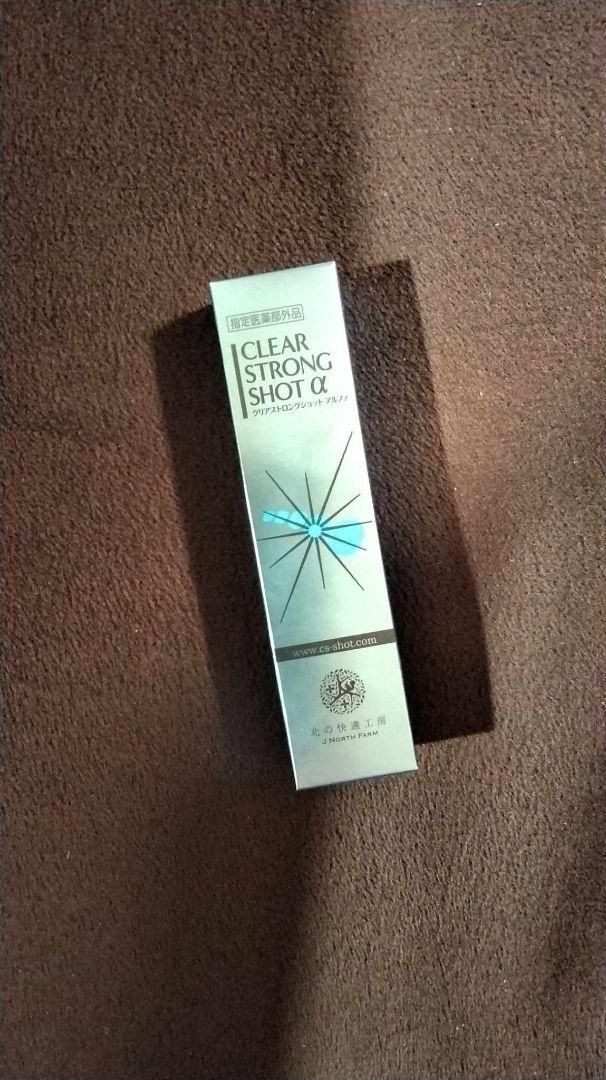 指定医薬部外品
CLEAR
STRONG
SHOT α
クリアストロングショット アルファ
www.cs-shot.com
北の快適工房
J NORTH FARM